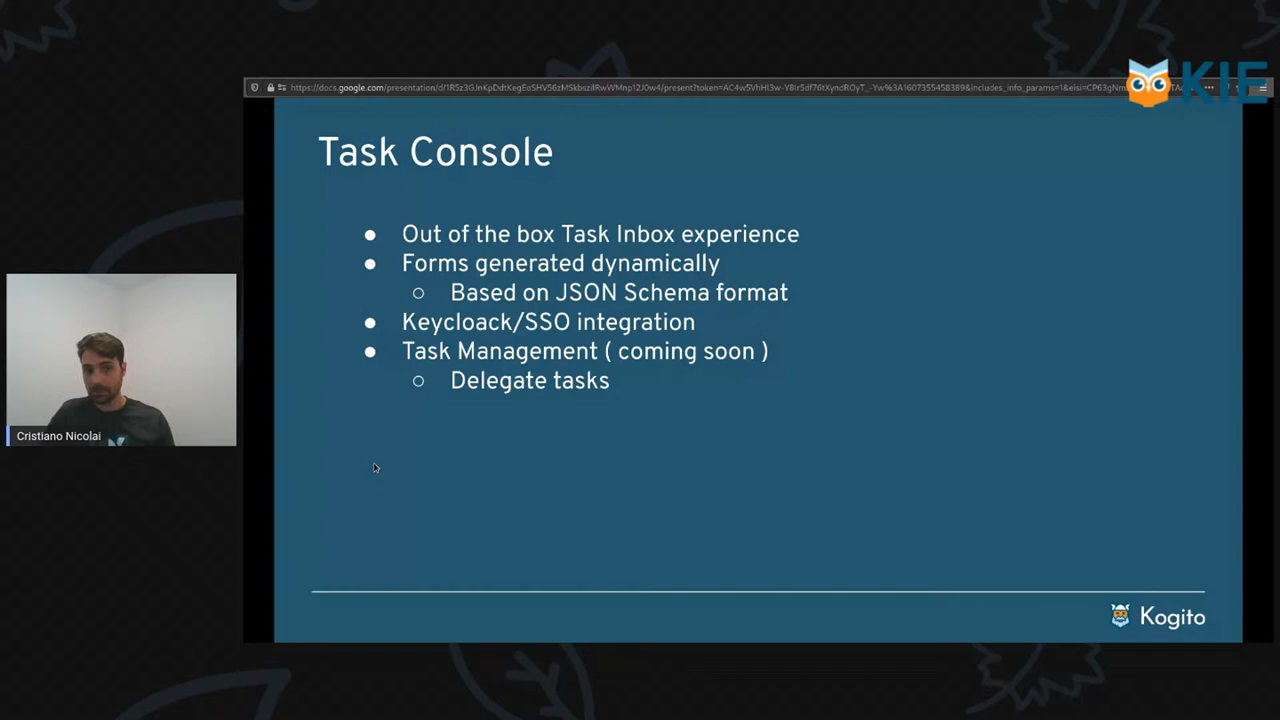 KIE
Task Console
● Out of the box Task Inbox experience
● Forms generated dynamically
○ Based on JSON Schema format
● Keycloack/SSO integration
● Task Management ( coming soon )
○ Delegate tasks
Cristiano Nicolai
Kogito